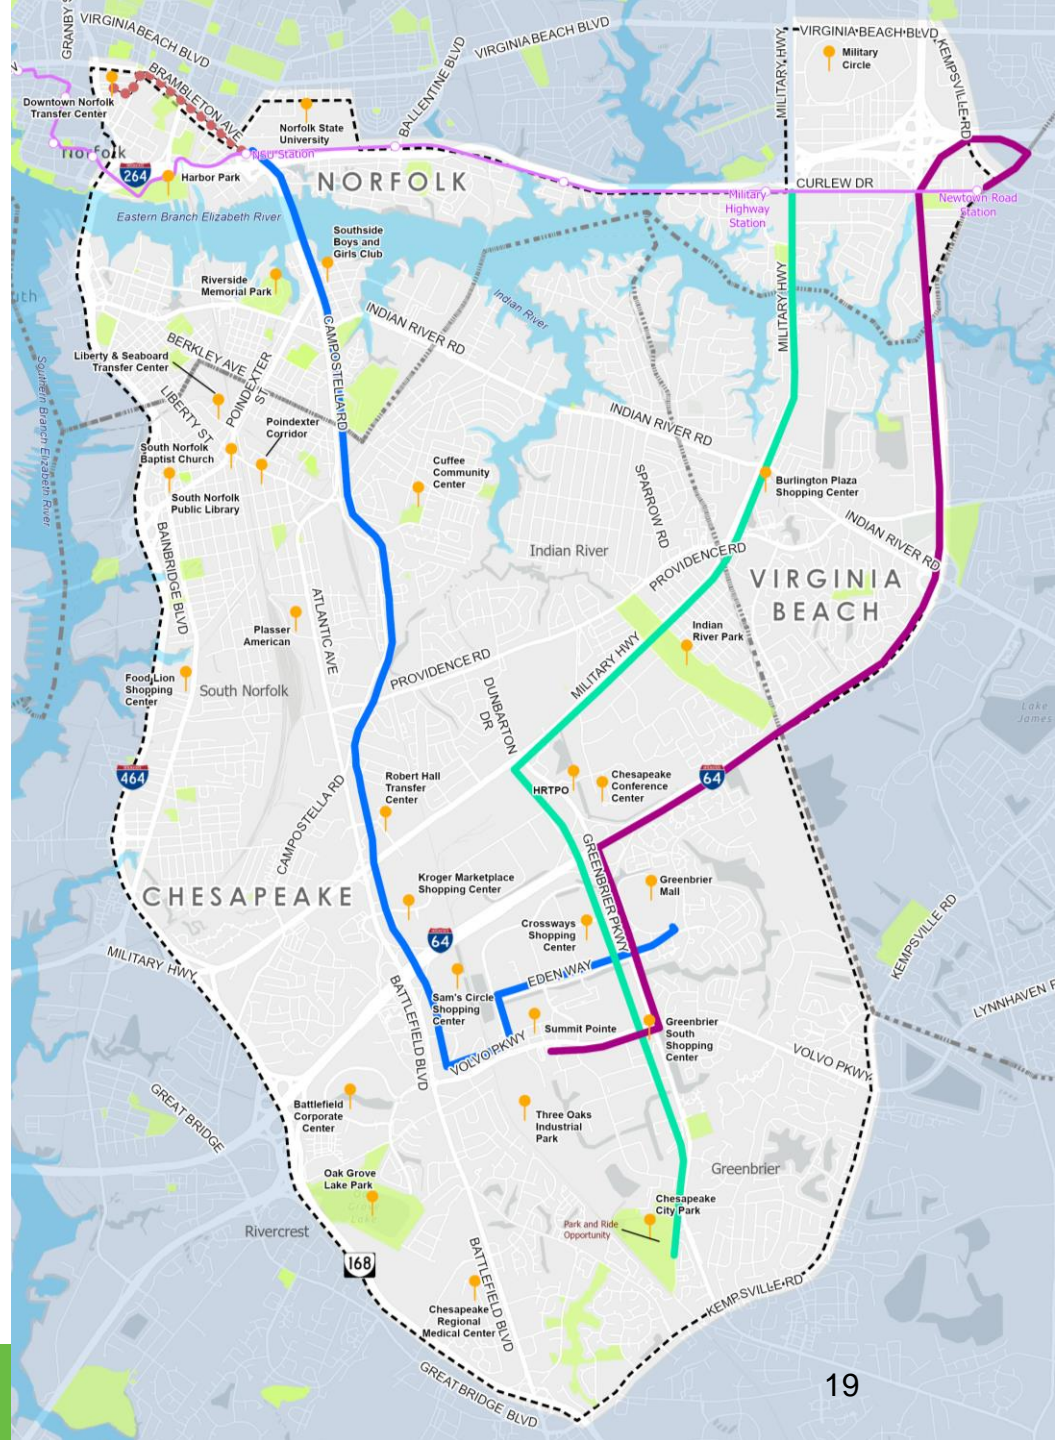 VIRGINIA BEACH BLVD
GRANBY S
VIRGINIA BEACH BLVD
VIRGINIA BEACH BLVD
MILITARY HWY
KEMPSVILLE RD
Military
Circle
BRAMBLETON AVE
BALLENTINE BLVD
Downtown Norfolk
Transfer Center
Norfolk State
University
Norfolk
NSU Station
264
Harbor Park
NORFOLK
CURLEW DR
Military
Highway
Station
Newtown Road
Station
Eastern Branch Elizabeth River
Southside
Boys and
Girls Club
Riverside
Memorial Park
MILITARY HWY
Indian River
uth
INDIAN RIVER RD
CAMPOSTELLA RD
BERKLEY AVE
Liberty & Seaboard
Transfer Center
POINDEXTER
ST
LIBERTY ST
Southern Branch Elizabeth River
Poindexter
Corridor
INDIAN RIVER RD
South Norfolk
Baptist Church
Cuffee
Community
Center
SPARROW RD
Burlington Plaza
Shopping Center
South Norfolk
Public Library
INDIAN RIVER RD
BAINBRIDGE BLVD
Indian River
PROVIDENCE RD
VIRGINIA
BEACH
ATLANTIC AVE
Plasser
American
Indian
River Park
MILITARY HWY
PROVIDENCE RD
Food Lion
Shopping
Center
South Norfolk
DUNBARTON
DR
Lake
James
464
Robert Hall
Transfer
Center
HRTPO
Chesapeake
Conference
Center
64
CAMPOSTELLA RD
GREENBRIER PKWY
CHESAPEAKE
Kroger Marketplace
Shopping Center
Greenbrier
Mall
Crossways
Shopping
Center
KEMPSVILLE RD
64
MILITARY HWY
EDEN WAY
BATTLEFIELD BLVD
Sam's Circle
Shopping
Center
LYNNHAVEN P
Summit Pointe
Greenbrier
South
Shopping
Center
VOLVO PKWY
VOLVO PKWY
GREAT BRIDGE
Battlefield
Corporate
Center
Three Oaks
Industrial
Park
Oak Grove
Lake Park
Greenbrier
Chesapeake
City Park
Park and Ride
Opportunity
Rivercrest
168
BATTLEFIELD BLVD
KEMPSVILLE RD
Chesapeake
Regional
Medical Center
GREAT BRIDGE BLVD
19